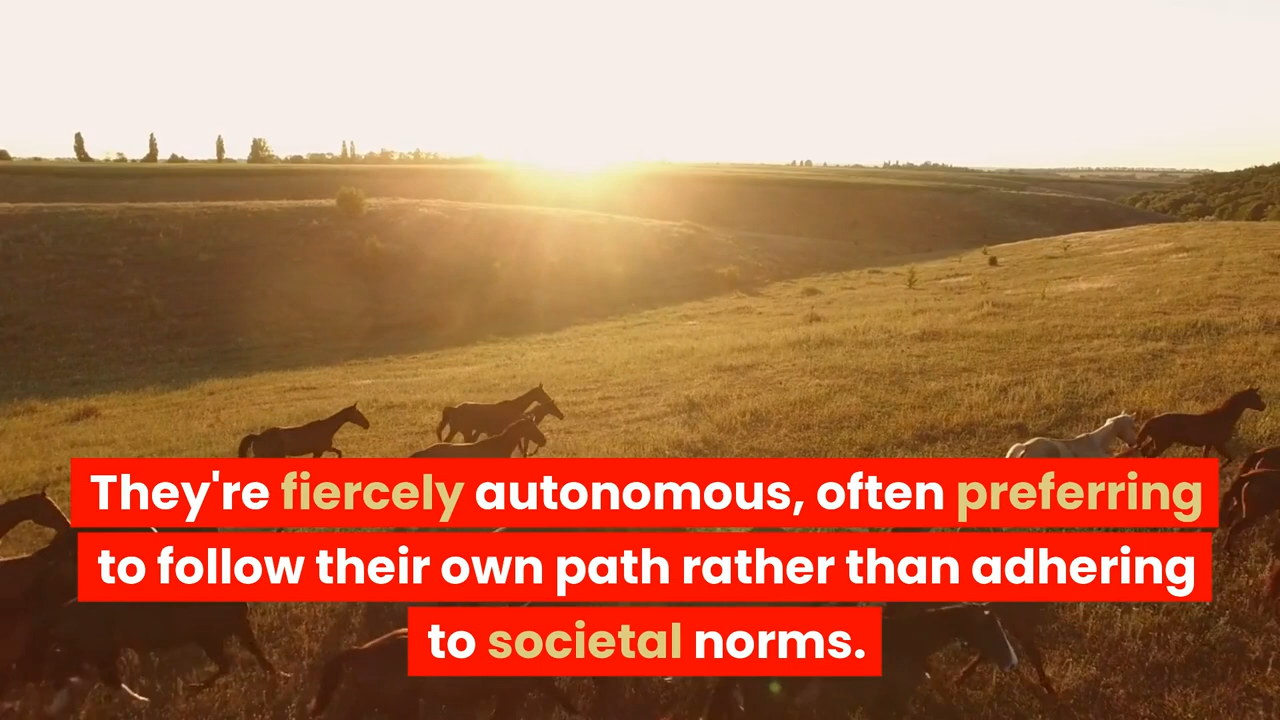 They're fiercely autonomous, often preferring
to follow their own path rather than adhering
to societal norms.